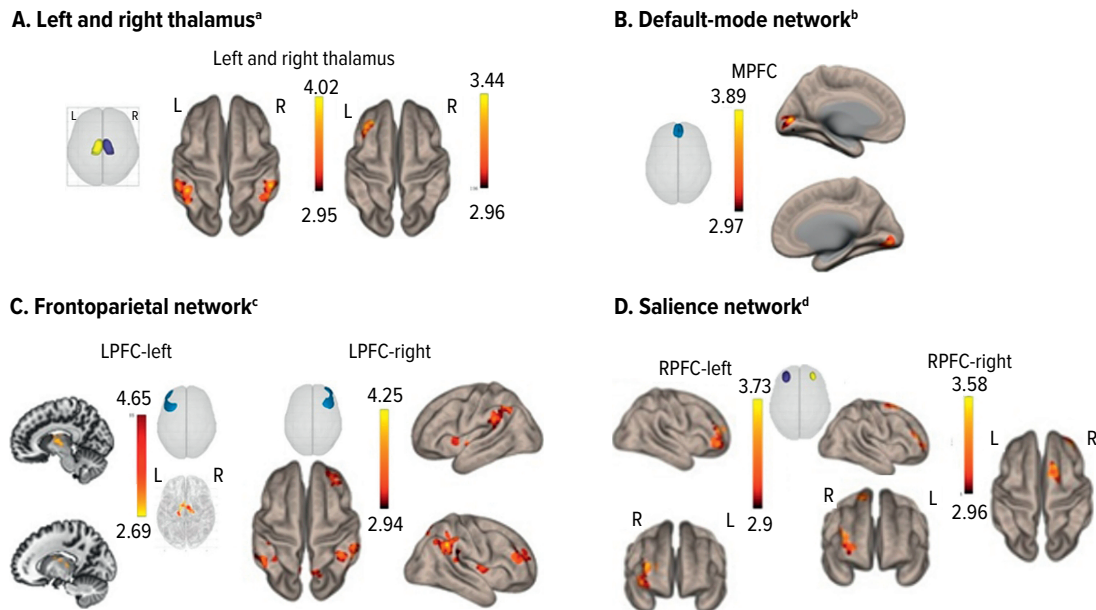 A. Left and right thalamusᵃ
Left and right thalamus
L
R
L
R
4.02
2.95
L
R
3.44
2.96
B. Default-mode networkᵇ
MPFC
3.89
2.97
C. Frontoparietal networkᶜ
LPFC-left
4.65
2.69
L
R
LPFC-right
4.25
2.94
D. Salience networkᵈ
RPFC-left
3.73
2.9
R
L
RPFC-right
3.58
2.96
R
L
L
R